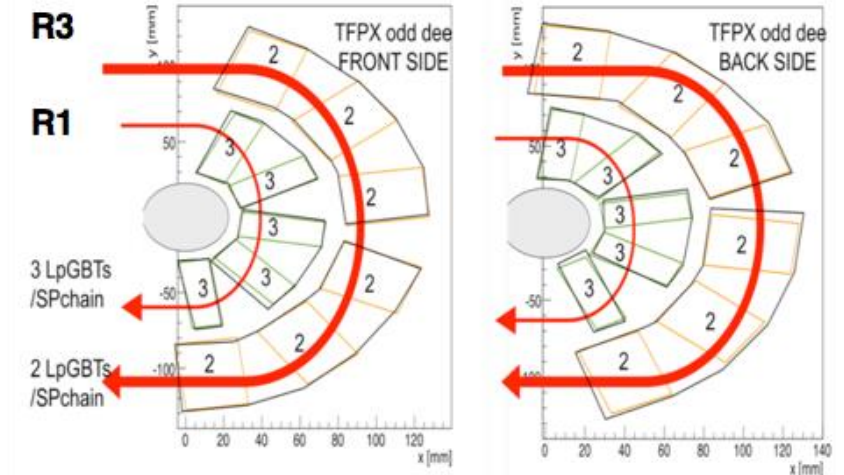 R3
R1
y [mm]
TFPX odd dee
FRONT SIDE
2
2
2
50
3
3
3
3
3
2
2
2
-50
-100
3 LpGBTs
/SPchain
2 LpGBTs
/SPchain
0 20 40 60 80 100 120
x [mm]
y [mm]
TFPX odd dee
BACK SIDE
2
2
2
50
3
3
3
3
3
2
2
2
-50
0 20 40 60 80 100 120 140
x [mm]